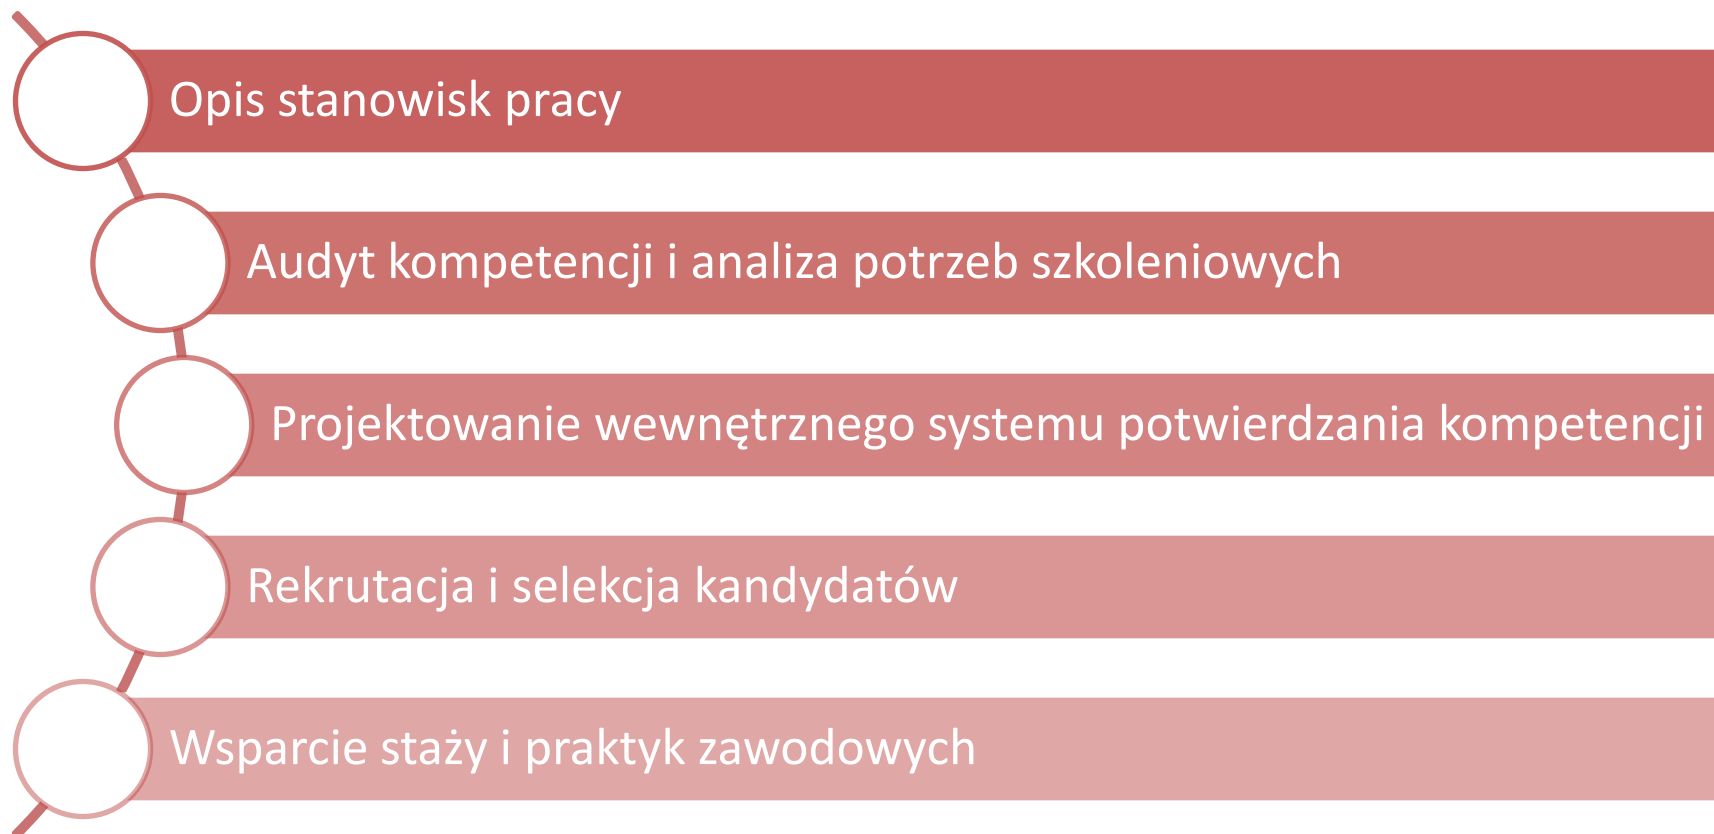 Opis stanowisk pracy
Audyt kompetencji i analiza potrzeb szkoleniowych
Projektowanie wewnętrznego systemu potwierdzania kompetencji
Rekrutacja i selekcja kandydatów
Wsparcie staży i praktyk zawodowych